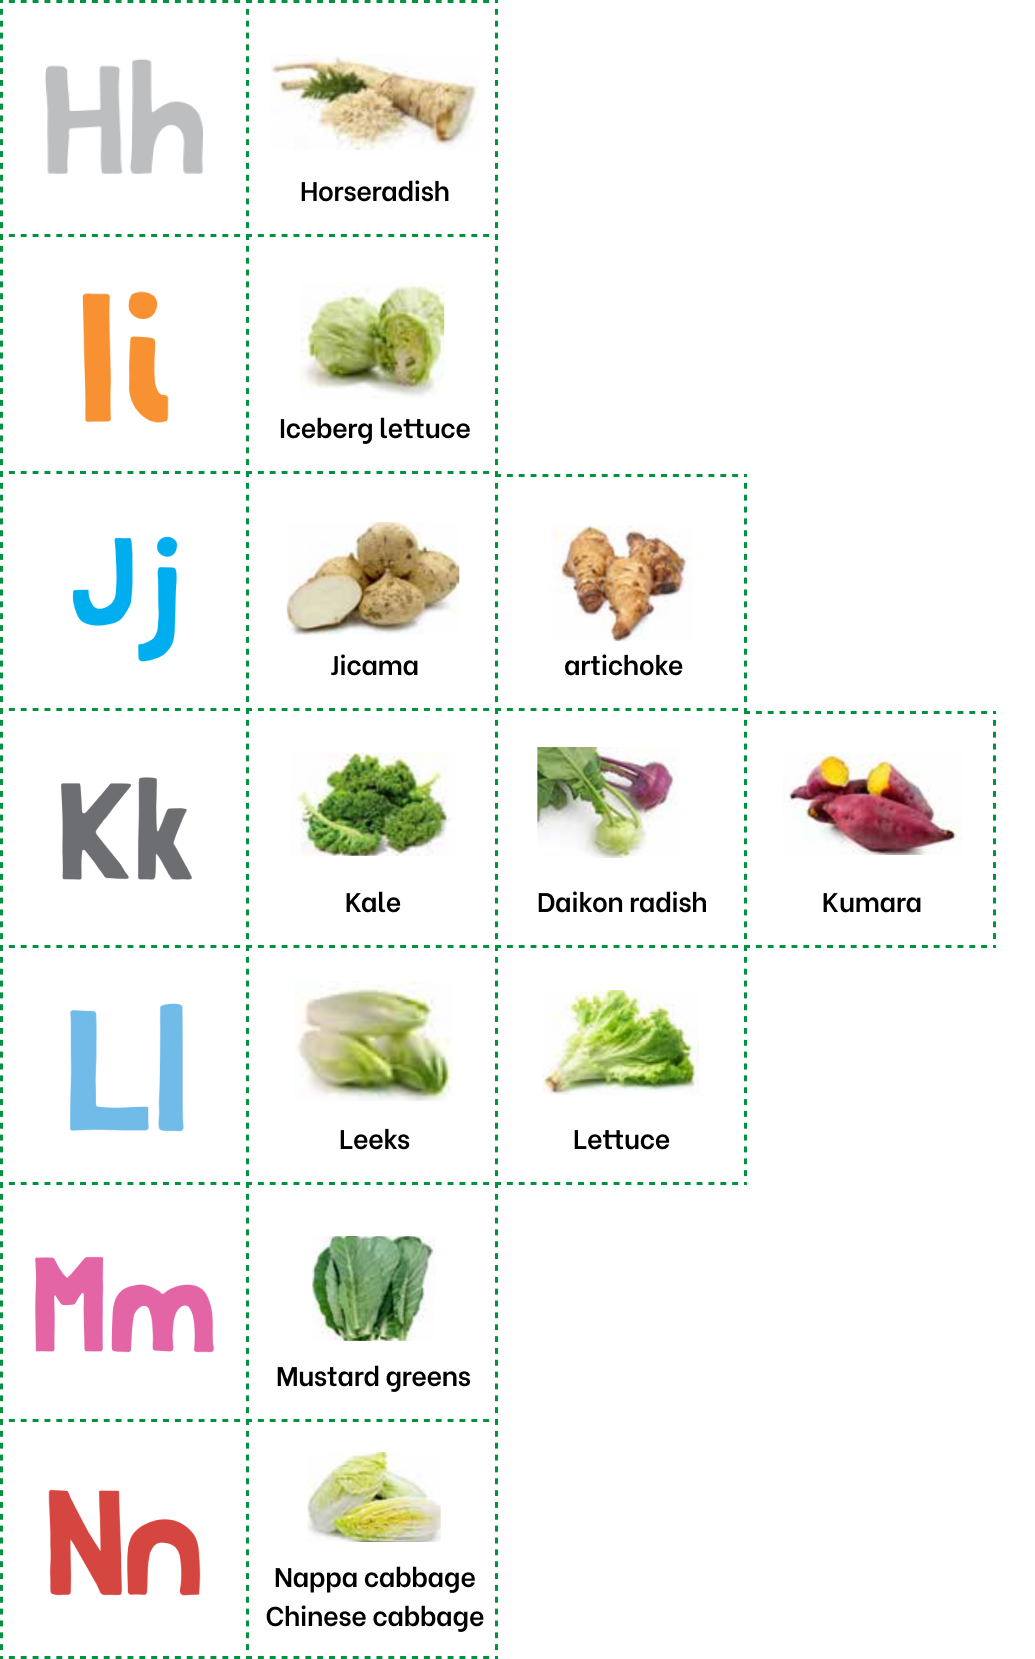 Hh
Horseradish
Ii
Iceberg lettuce
Jj
Jicama
artichoke
Kk
Kale
Daikon radish
Kumara
Ll
Leeks
Lettuce
Mm
Mustard greens
Nn
Nappa cabbage
Chinese cabbage